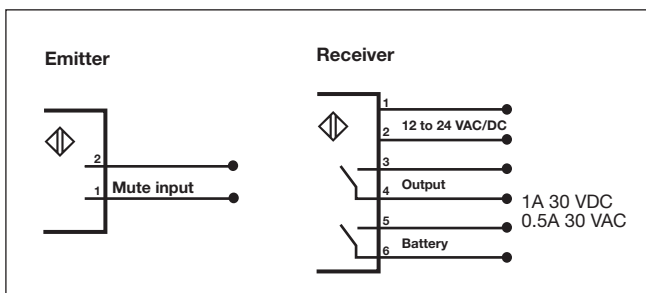 Emitter
2
1
Mute input
Receiver
1
12 to 24 VAC/DC
2
3
Output
4
1A 30 VDC
0.5A 30 VAC
5
Battery
6